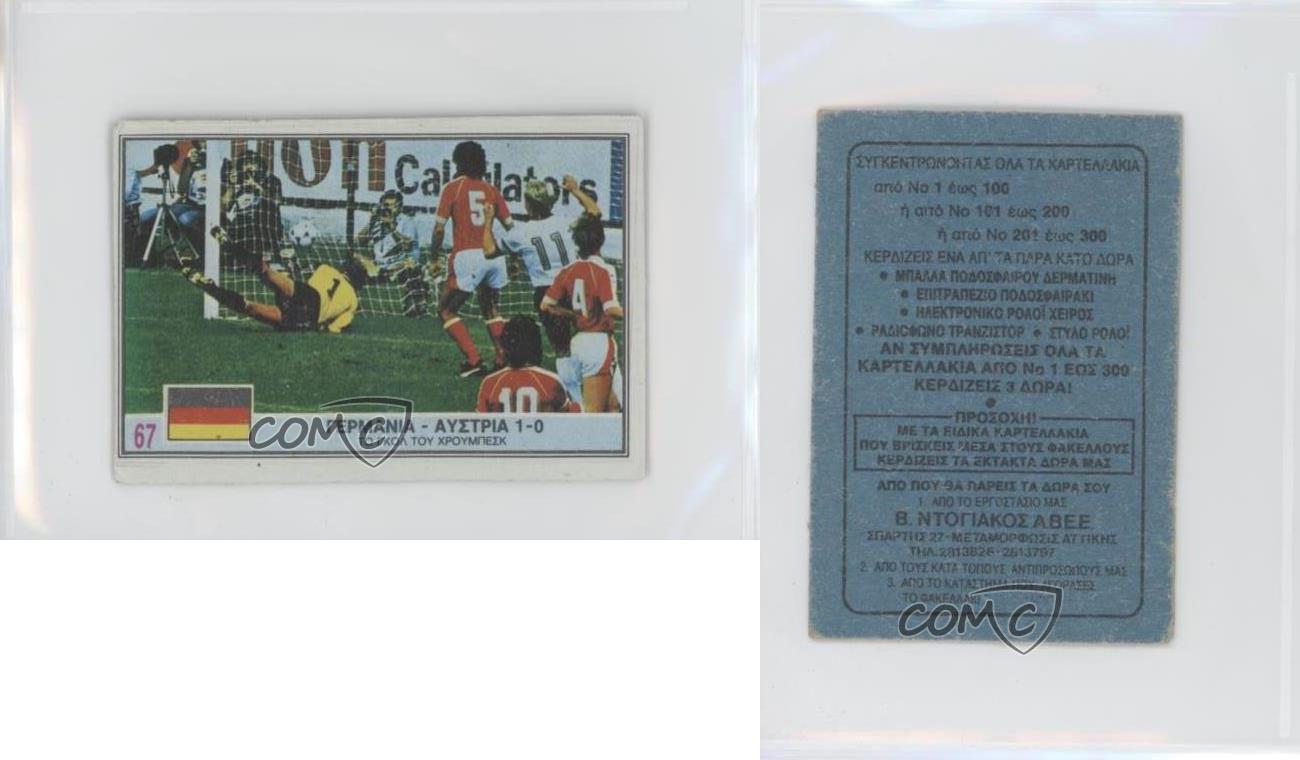 on
Calculators
5
11
4
1
10
67
ΓΕΡΜΑΝΙΑ - ΑΥΣΤΡΙΑ 1-0
ΤΟ ΓΚΟΛ ΤΟΥ ΧΡΟΥΜΠΕΣΚ
COMC
ΣΥΓΚΕΝΤΡΩΝΟΝΤΑΣ ΟΛΑ ΤΑ ΚΑΡΤΕΛΛΑΚΙΑ
από Νο 1 έως 100
ή από Νο 101 έως 200
ή από Νο 201 έως 300
ΚΕΡΔΙΖΕΙΣ ΕΝΑ ΑΠ' ΤΑ ΠΑΡΑ ΚΑΤΩ ΔΩΡΑ
• ΜΠΑΛΛΑ ΠΟΔΟΣΦΑΙΡΟΥ ΔΕΡΜΑΤΙΝΗ
• ΕΠΙΤΡΑΠΕΖΙΟ ΠΟΔΟΣΦΑΙΡΑΚΙ
• ΗΛΕΚΤΡΟΝΙΚΟ ΡΟΛΟΪ ΧΕΙΡΟΣ
• ΡΑΔΙΟΦΩΝΟ ΤΡΑΝΖΙΣΤΟΡ • ΣΤΥΛΟ ΡΟΛΟΪ
ΑΝ ΣΥΜΠΛΗΡΩΣΕΙΣ ΟΛΑ ΤΑ
ΚΑΡΤΕΛΛΑΚΙΑ ΑΠΟ Νο 1 ΕΩΣ 300
ΚΕΡΔΙΖΕΙΣ 3 ΔΩΡΑ!
•
ΠΡΟΣΟΧΗ!
ΜΕ ΤΑ ΕΙΔΙΚΑ ΚΑΡΤΕΛΛΑΚΙΑ
ΠΟΥ ΒΡΙΣΚΕΙΣ ΜΕΣΑ ΣΤΟΥΣ ΦΑΚΕΛΛΟΥΣ
ΚΕΡΔΙΖΕΙΣ ΤΑ ΕΚΤΑΚΤΑ ΔΩΡΑ ΜΑΣ
ΑΠΟ ΠΟΥ ΘΑ ΠΑΡΕΙΣ ΤΑ ΔΩΡΑ ΣΟΥ
1. ΑΠΟ ΤΟ ΕΡΓΟΣΤΑΣΙΟ ΜΑΣ
Β. ΝΤΟΓΙΑΚΟΣ Α.Β.Ε.Ε.
ΣΠΑΡΤΗΣ 27 - ΜΕΤΑΜΟΡΦΩΣΙΣ ΑΤΤΙΚΗΣ
ΤΗΛ. 2813826 - 2813797
2. ΑΠΟ ΤΟΥΣ ΚΑΤΑ ΤΟΠΟΥΣ ΑΝΤΙΠΡΟΣΩΠΟΥΣ ΜΑΣ
3. ΑΠΟ ΤΟ ΚΑΤΑΣΤΗΜΑ ΠΟΥ ΑΓΟΡΑΣΕΣ
ΤΟ ΦΑΚΕΛΛΑΚΙ
COMC